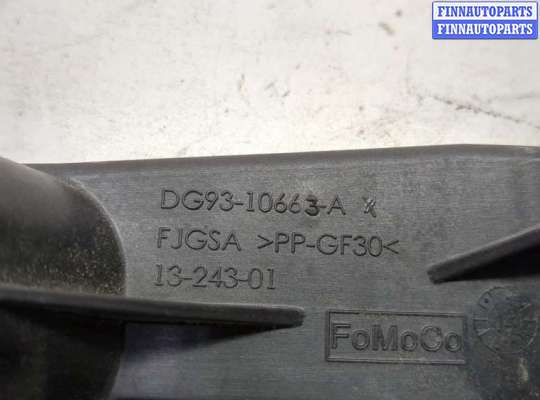 FINNAUTOPARTS
FINNAUTOPARTS
DG93-10663-A X
FJGSA >PP-GF30<
13-243-01
FoMoCo